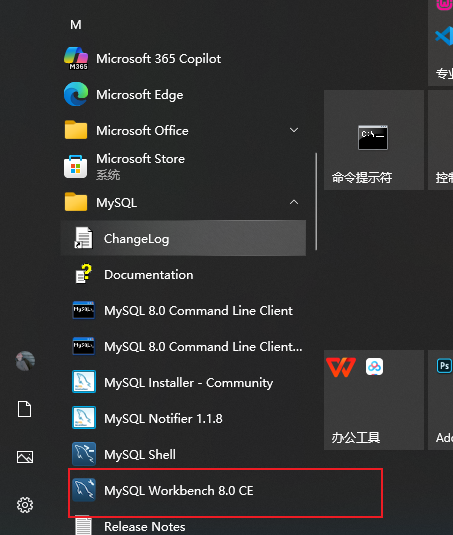 M
Microsoft 365 Copilot
M365
Microsoft Edge
Microsoft Office
Microsoft Store
系统
MySQL
ChangeLog
Documentation
MySQL 8.0 Command Line Client
MySQL 8.0 Command Line Client...
MySQL Installer - Community
MySQL Notifier 1.1.8
MySQL Shell
MySQL Workbench 8.0 CE
Release Notes
专业
C:\_
命令提示符
控制
办公工具
Ps
Ado